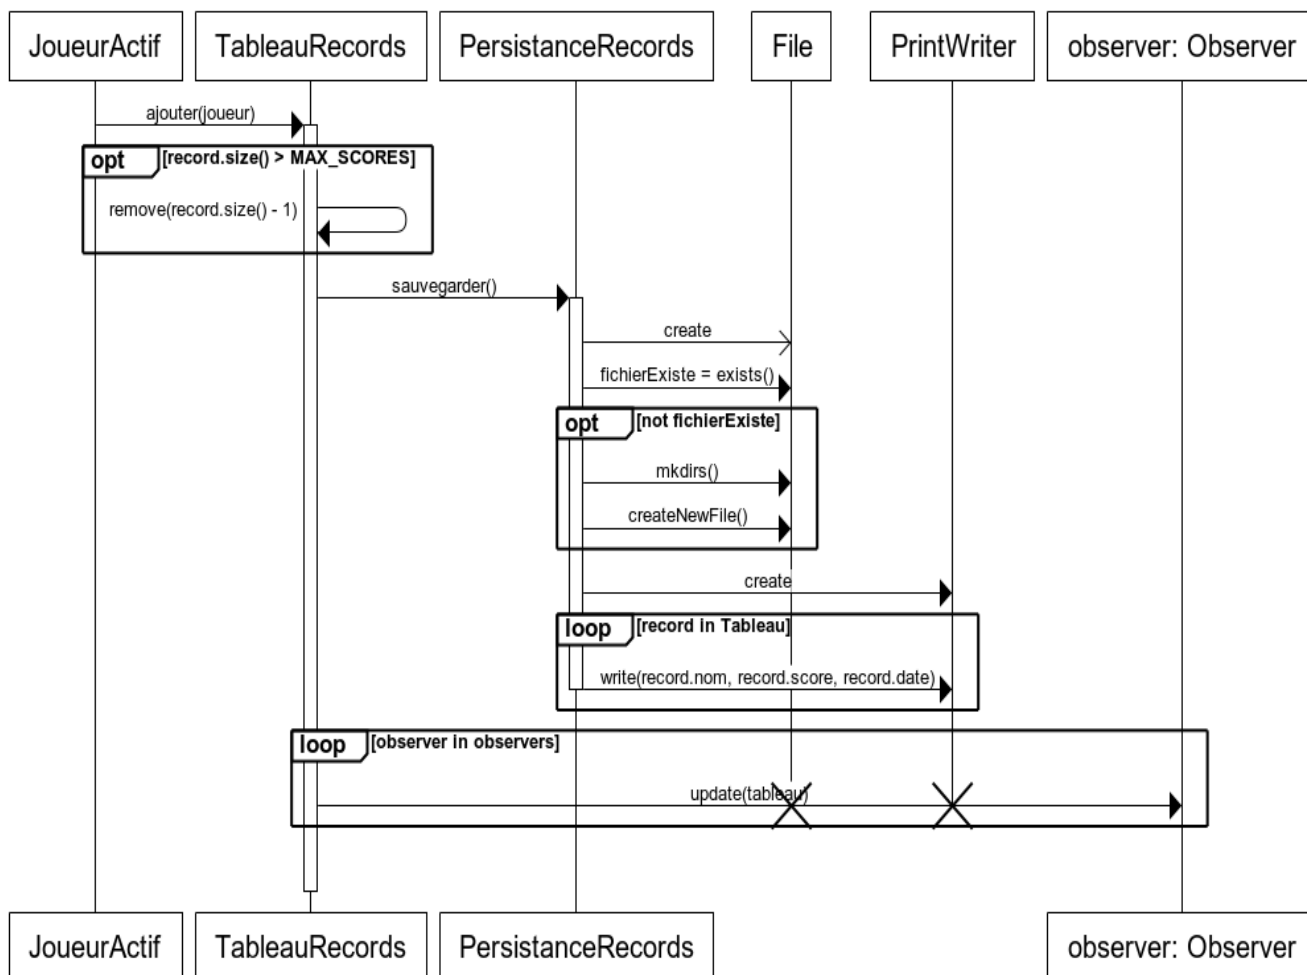 JoueurActif
TableauRecords
PersistanceRecords
File
PrintWriter
observer: Observer
ajouter(joueur)
opt [record.size() > MAX_SCORES]
remove(record.size() - 1)
sauvegarder()
create
fichierExiste = exists()
opt [not fichierExiste]
mkdirs()
createNewFile()
create
loop [record in Tableau]
write(record.nom, record.score, record.date)
loop [observer in observers]
update(tableau)
JoueurActif
TableauRecords
PersistanceRecords
observer: Observer